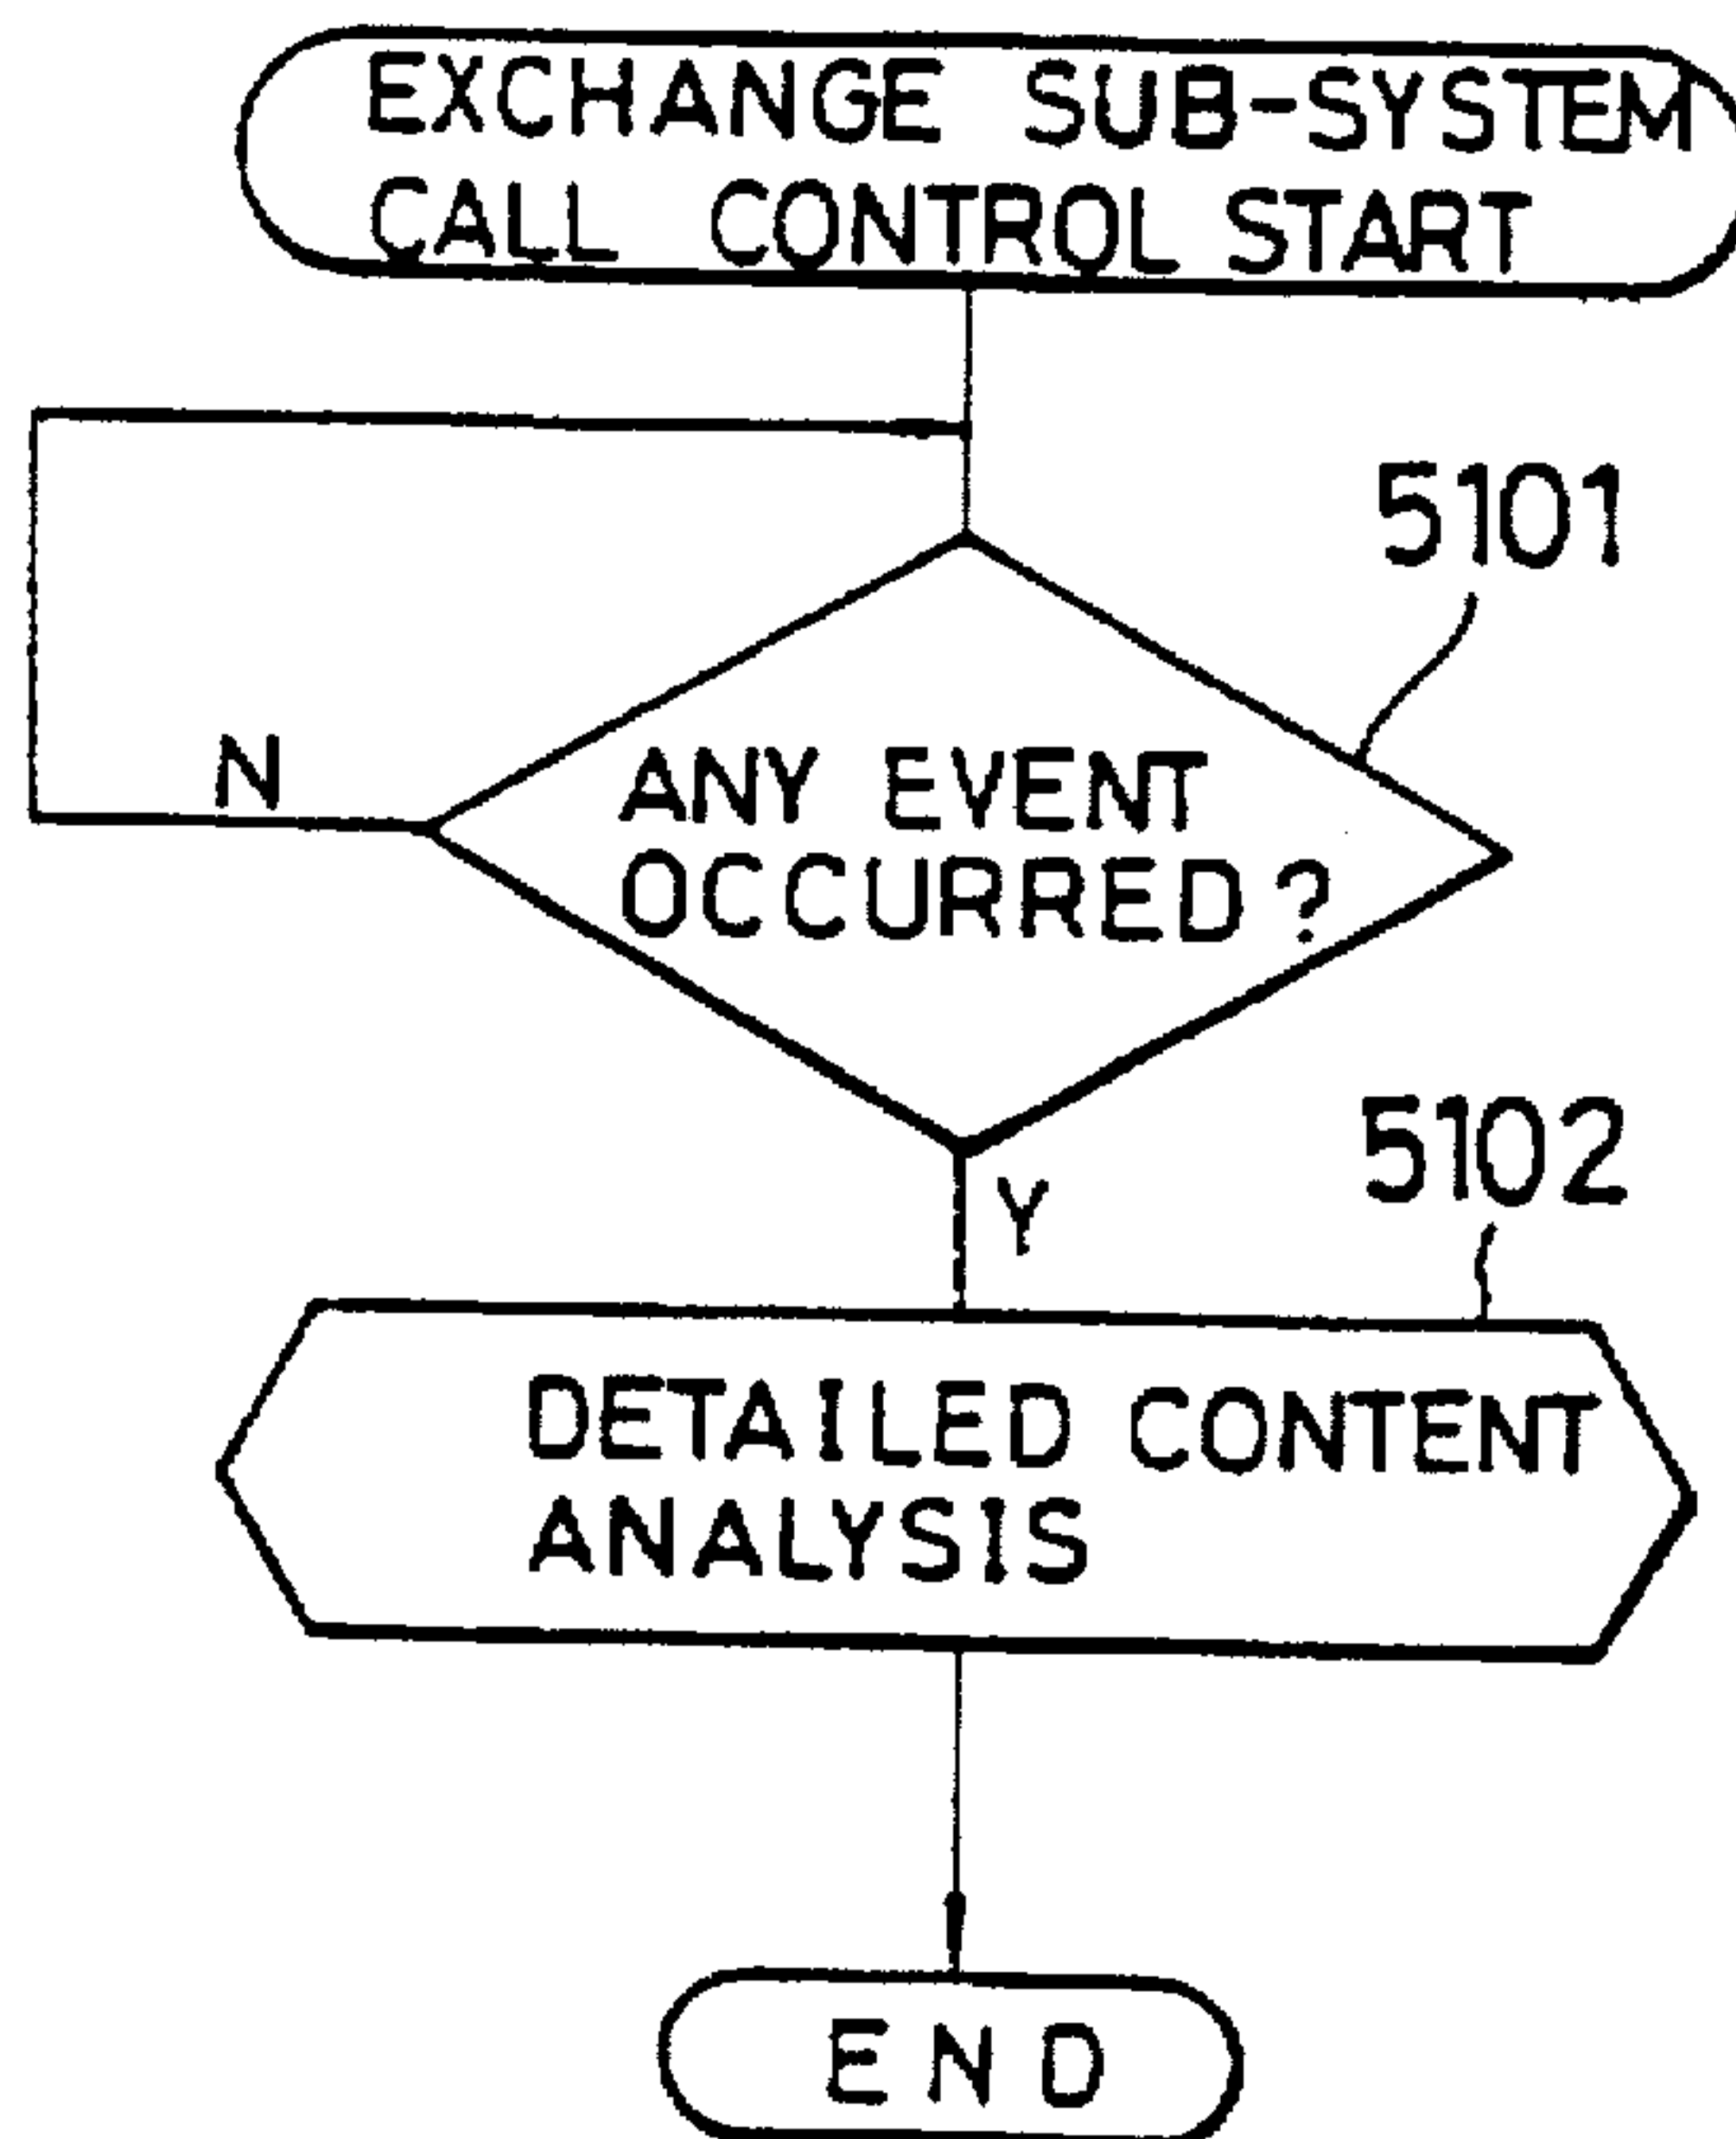 EXCHANGE SUB-SYSTEM
CALL CONTROL START
5101
N
ANY EVENT
OCCURRED?
5102
Y
DETAILED CONTENT
ANALYSIS
END